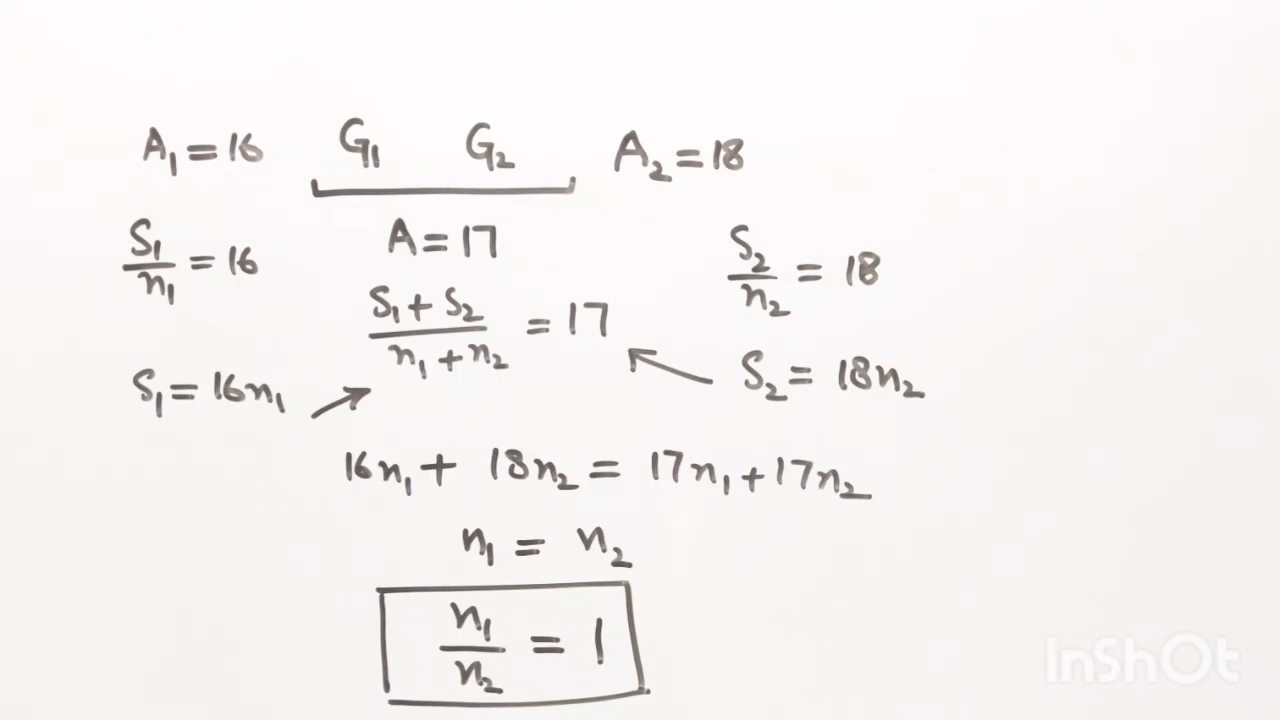 A₁ = 16 G₁ G₂ A₂ = 18
S₁/n₁ = 16 A = 17 S₂/n₂ = 18
(S₁ + S₂)/(n₁ + n₂) = 17
S₁ = 16n₁ S₂ = 18n₂
16n₁ + 18n₂ = 17n₁ + 17n₂
n₁ = n₂
n₁/n₂ = 1
InShOt